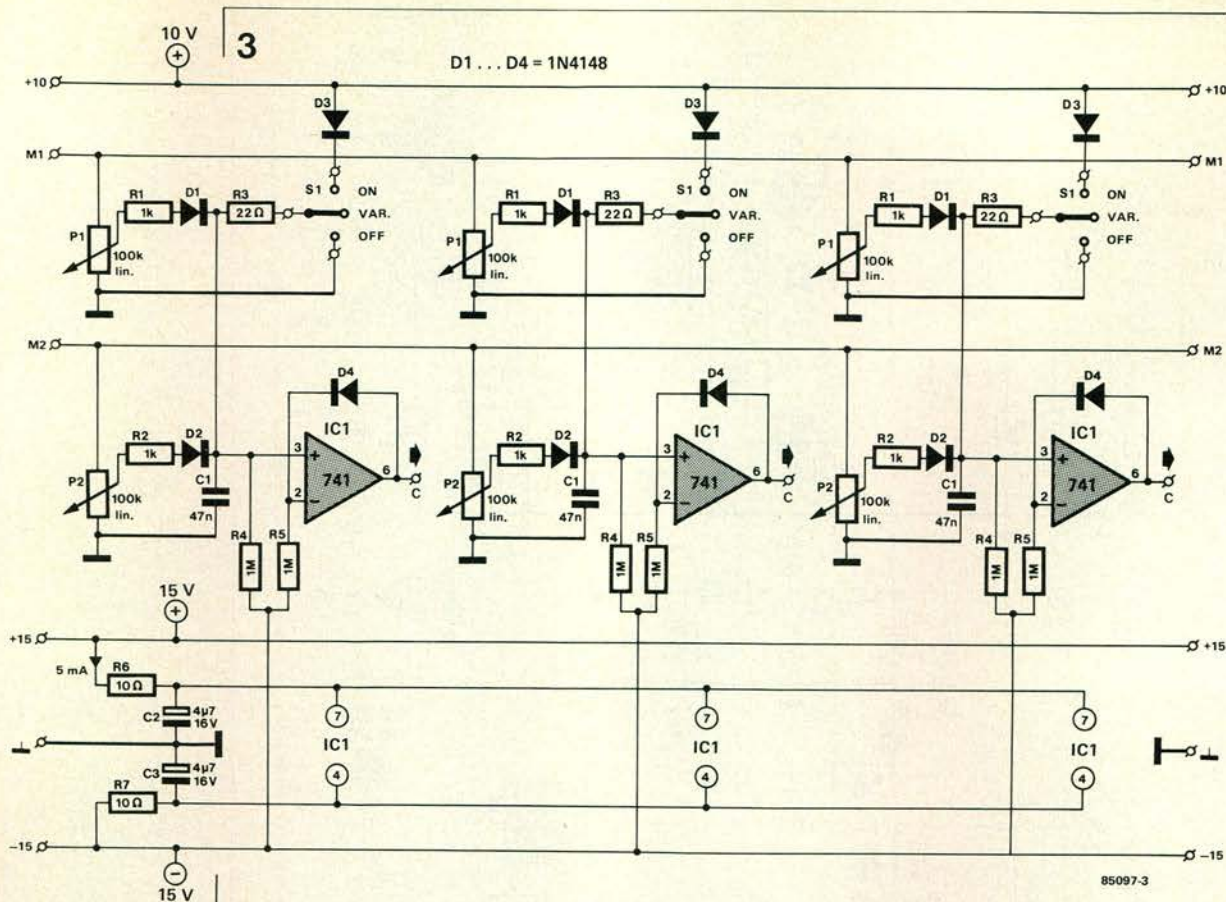 10 V
3
D1 . . . D4 = 1N4148
+10 +10
D3 D3 D3
M1 M1
R1 D1 R3 S1 ON R1 D1 R3 S1 ON R1 D1 R3 S1 ON
1k 22Ω VAR. 1k 22Ω VAR. 1k 22Ω VAR.
P1 OFF P1 OFF P1 OFF
100k 100k 100k
lin. lin. lin.
M2 M2
D4 D4 D4
R2 D2 IC1 R2 D2 IC1 R2 D2 IC1
1k 3 + 1k 3 + 1k 3 +
741 6 741 6 741 6
P2 C1 2 − C P2 C1 2 − C P2 C1 2 − C
100k 47n 100k 47n 100k 47n
lin. lin. lin.
R4 R5 R4 R5 R4 R5
1M 1M 1M 1M 1M 1M
15 V
+15 +15
5 mA R6
10Ω
C2 4µ7 7 7 7
16V
IC1 IC1 IC1
C3 4µ7 4 4 4
16V
R7
10Ω
−15 −15
15 V
85097-3